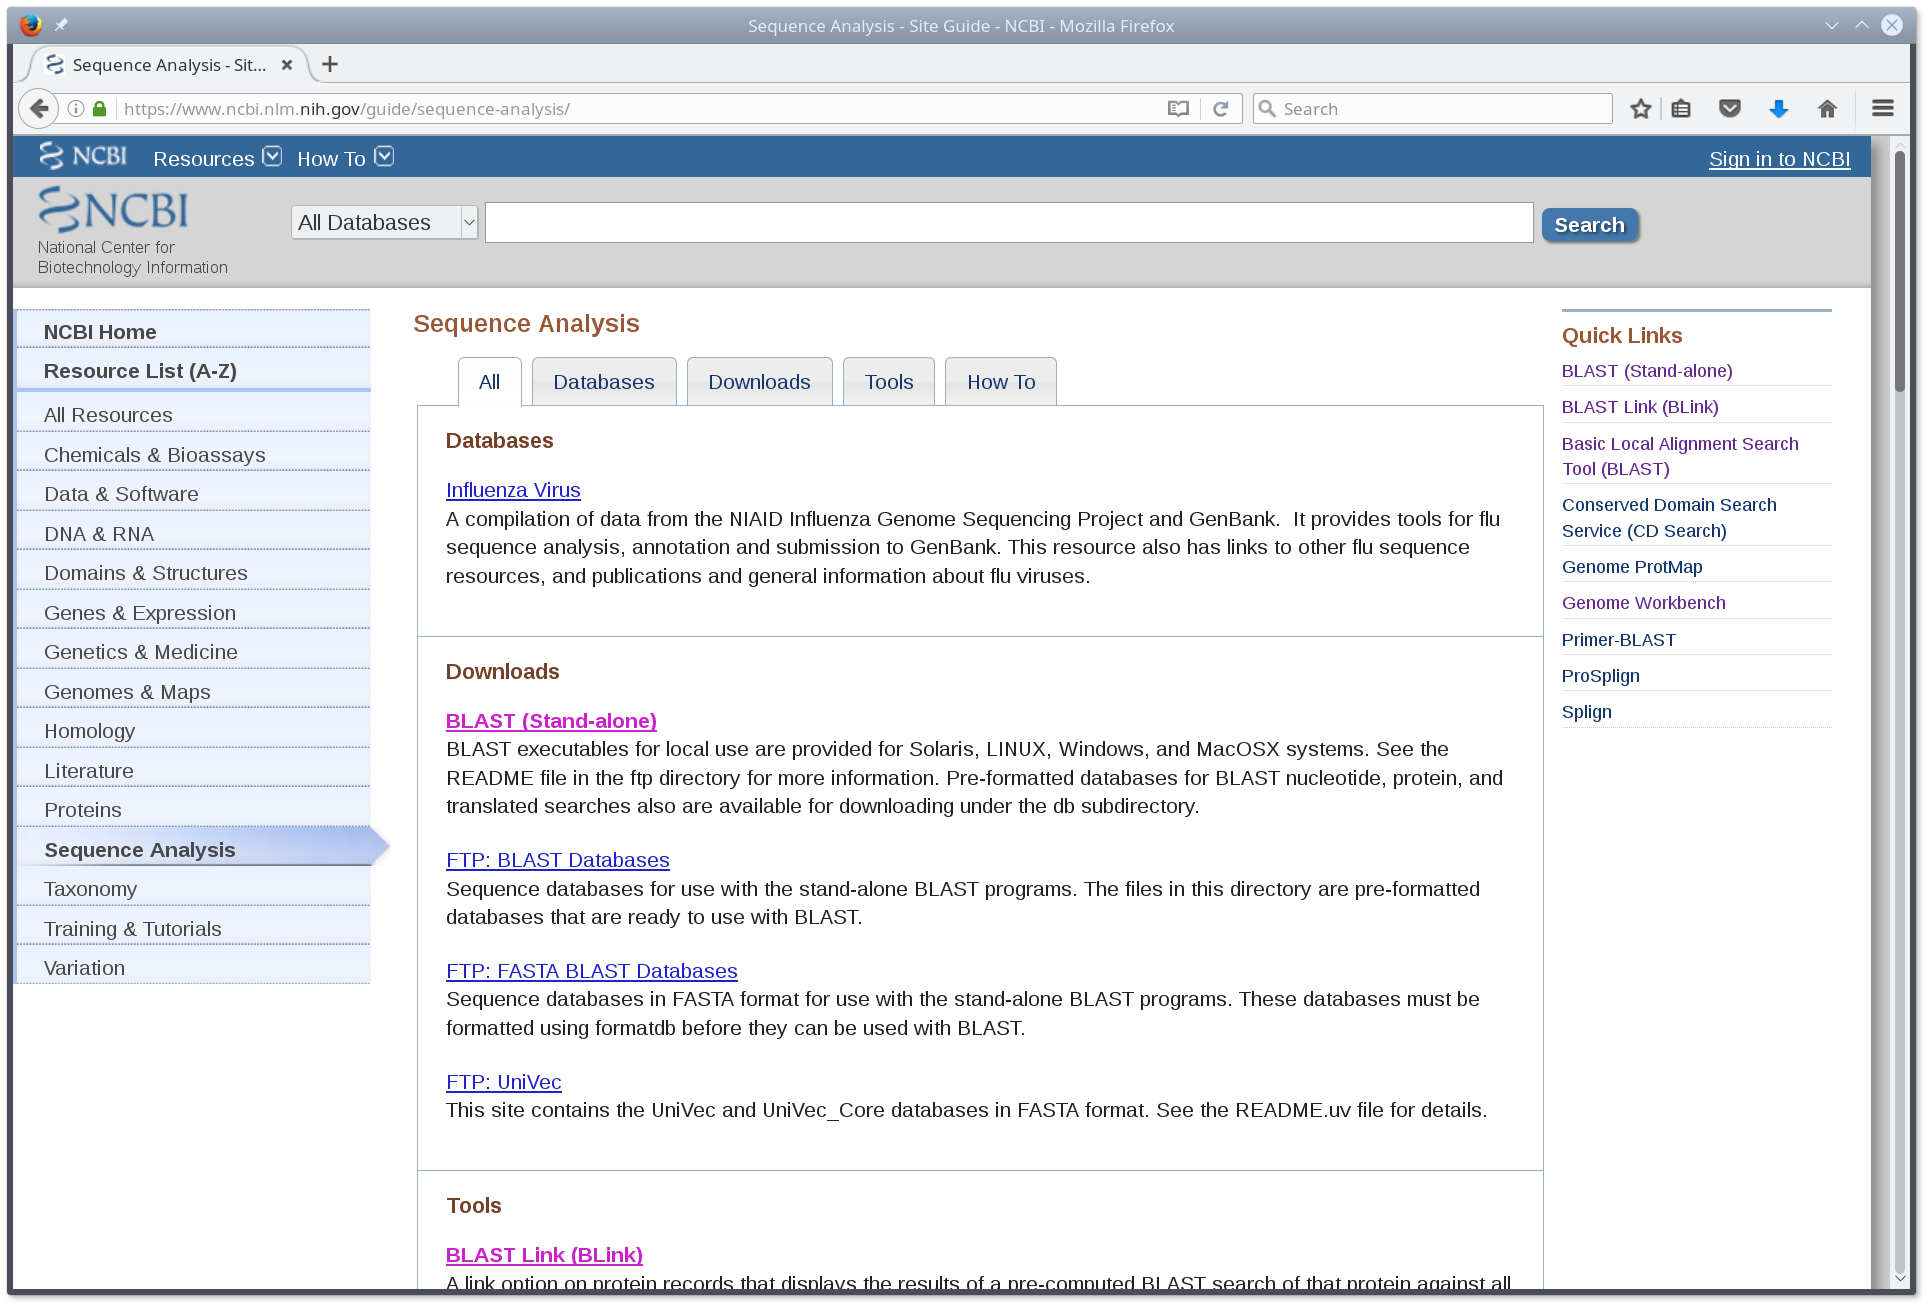 Sequence Analysis - Site Guide - NCBI - Mozilla Firefox
Sequence Analysis - Sit...
https://www.ncbi.nlm.nih.gov/guide/sequence-analysis/
Search
NCBI Resources How To
Sign in to NCBI
NCBI
National Center for
Biotechnology Information
All Databases
Search
NCBI Home
Resource List (A-Z)
All Resources
Chemicals & Bioassays
Data & Software
DNA & RNA
Domains & Structures
Genes & Expression
Genetics & Medicine
Genomes & Maps
Homology
Literature
Proteins
Sequence Analysis
Taxonomy
Training & Tutorials
Variation
Sequence Analysis
All Databases Downloads Tools How To
Databases
Influenza Virus
A compilation of data from the NIAID Influenza Genome Sequencing Project and GenBank.  It provides tools for flu
sequence analysis, annotation and submission to GenBank. This resource also has links to other flu sequence
resources, and publications and general information about flu viruses.
Downloads
BLAST (Stand-alone)
BLAST executables for local use are provided for Solaris, LINUX, Windows, and MacOSX systems. See the
README file in the ftp directory for more information. Pre-formatted databases for BLAST nucleotide, protein, and
translated searches also are available for downloading under the db subdirectory.
FTP: BLAST Databases
Sequence databases for use with the stand-alone BLAST programs. The files in this directory are pre-formatted
databases that are ready to use with BLAST.
FTP: FASTA BLAST Databases
Sequence databases in FASTA format for use with the stand-alone BLAST programs. These databases must be
formatted using formatdb before they can be used with BLAST.
FTP: UniVec
This site contains the UniVec and UniVec_Core databases in FASTA format. See the README.uv file for details.
Tools
BLAST Link (BLink)
A link option on protein records that displays the results of a pre-computed BLAST search of that protein against all
Quick Links
BLAST (Stand-alone)
BLAST Link (BLink)
Basic Local Alignment Search
Tool (BLAST)
Conserved Domain Search
Service (CD Search)
Genome ProtMap
Genome Workbench
Primer-BLAST
ProSplign
Splign